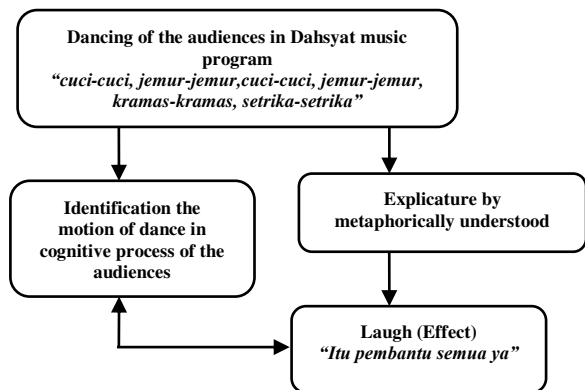 Dancing of the audiences in Dahsyat music
program
“cuci-cuci, jemur-jemur,cuci-cuci, jemur-jemur,
kramas-kramas, setrika-setrika”
Identification the
motion of dance in
cognitive process of the
audiences
Explicature by
metaphorically understood
Laugh (Effect)
“Itu pembantu semua ya”